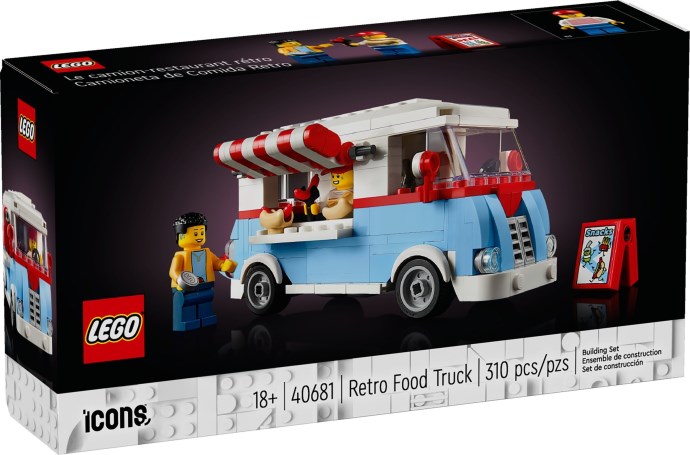 LEGO
Le camion-restaurant rétro
Camioneta de Comida Retro
LEGO
Snacks
LEGO
ICONS
18+ 40681 Retro Food Truck 310 pcs/pzs
Building Set
Ensemble de construction
Set de construcción